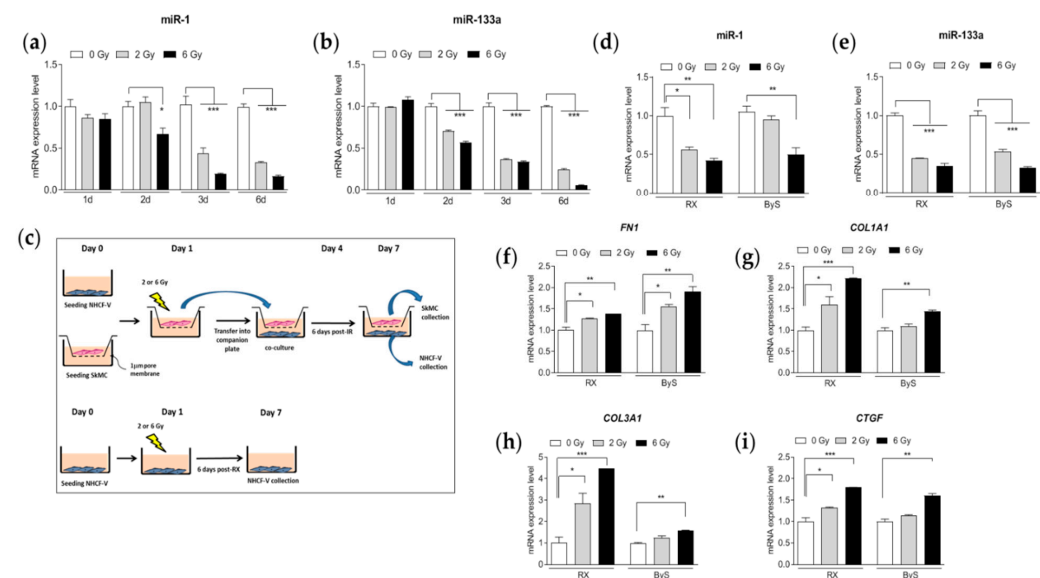 miR-1
(a)
0 Gy 2 Gy 6 Gy
mRNA expression level
1.5
1.0
0.5
0.0
* *** ***
1d 2d 3d 6d
miR-133a
(b)
0 Gy 2 Gy 6 Gy
mRNA expression level
1.5
1.0
0.5
0.0
*** *** ***
1d 2d 3d 6d
miR-1
(d)
0 Gy 2 Gy 6 Gy
mRNA expression level
1.5
1.0
0.5
0.0
** * **
RX ByS
miR-133a
(e)
0 Gy 2 Gy 6 Gy
mRNA expression level
1.5
1.0
0.5
0.0
*** ***
RX ByS
(c)
Day 0 Day 1 Day 4 Day 7
2 or 6 Gy
Seeding NHCF-V
Seeding SkMC
1µm pore
membrane
Transfer into
companion
plate
co-culture
6 days post-IR
SkMC
collection
NHCF-V
collection
Day 0 Day 1 Day 7
2 or 6 Gy
Seeding NHCF-V
6 days post-RX
NHCF-V collection
FN1
(f)
0 Gy 2 Gy 6 Gy
mRNA expression level
2.5
2.0
1.5
1.0
0.5
0.0
** * ** *
RX ByS
COL1A1
(g)
0 Gy 2 Gy 6 Gy
mRNA expression level
2.5
2.0
1.5
1.0
0.5
0.0
*** * **
RX ByS
COL3A1
(h)
0 Gy 2 Gy 6 Gy
mRNA expression level
5
4
3
2
1
0
*** * **
RX ByS
CTGF
(i)
0 Gy 2 Gy 6 Gy
mRNA expression level
2.5
2.0
1.5
1.0
0.5
0.0
*** * **
RX ByS